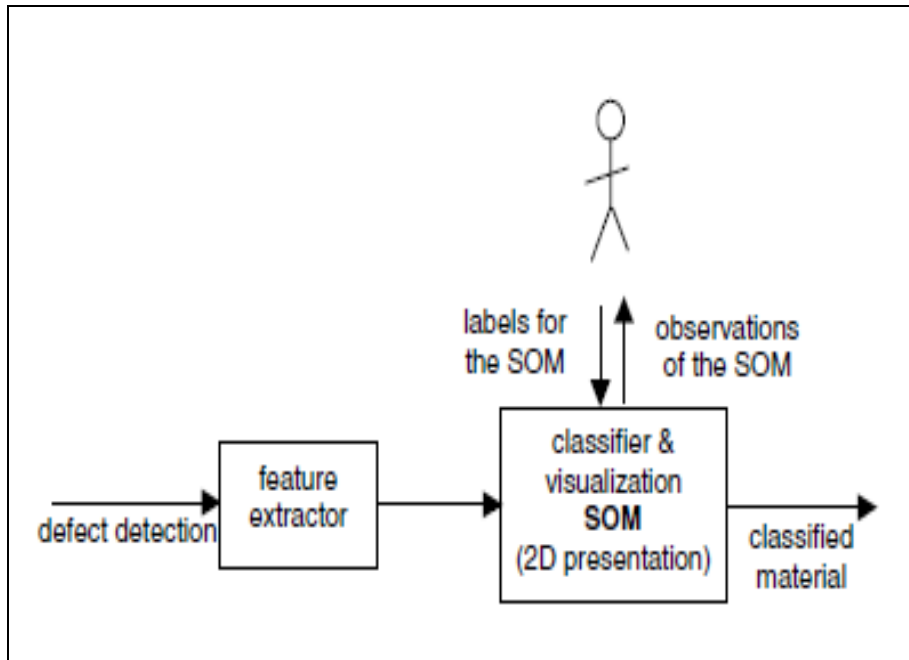 labels for
the SOM
observations
of the SOM
defect detection
feature
extractor
classifier &
visualization
SOM
(2D presentation)
classified
material